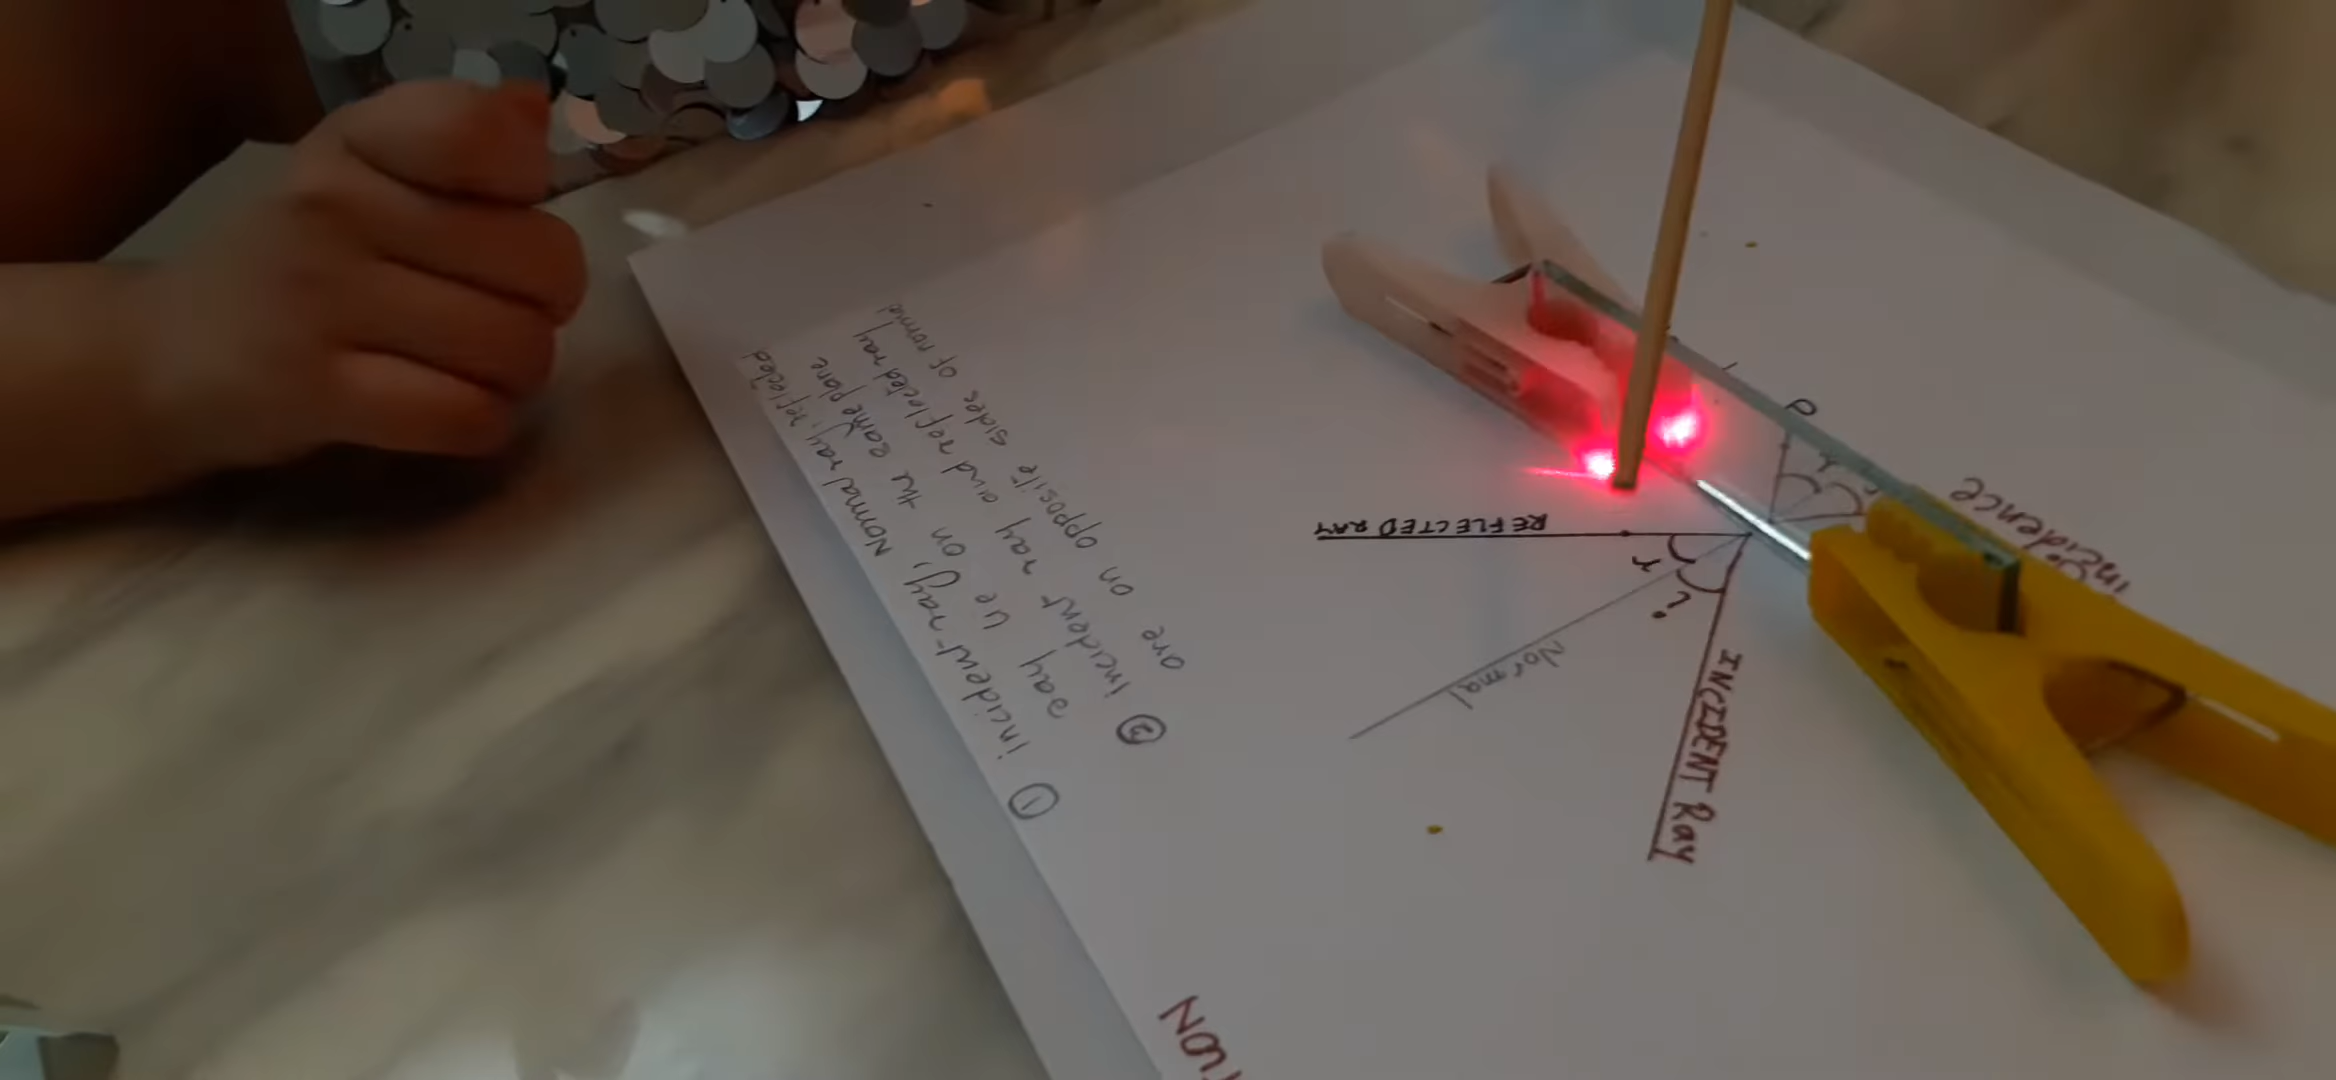 ① incident ray, Normal ray, reflected
ray lie on the same plane
② incident ray and reflected ray
are on opposite sides of normal
REFLECTED RAY
r
i
Normal
INCIDENT RAY
incidence